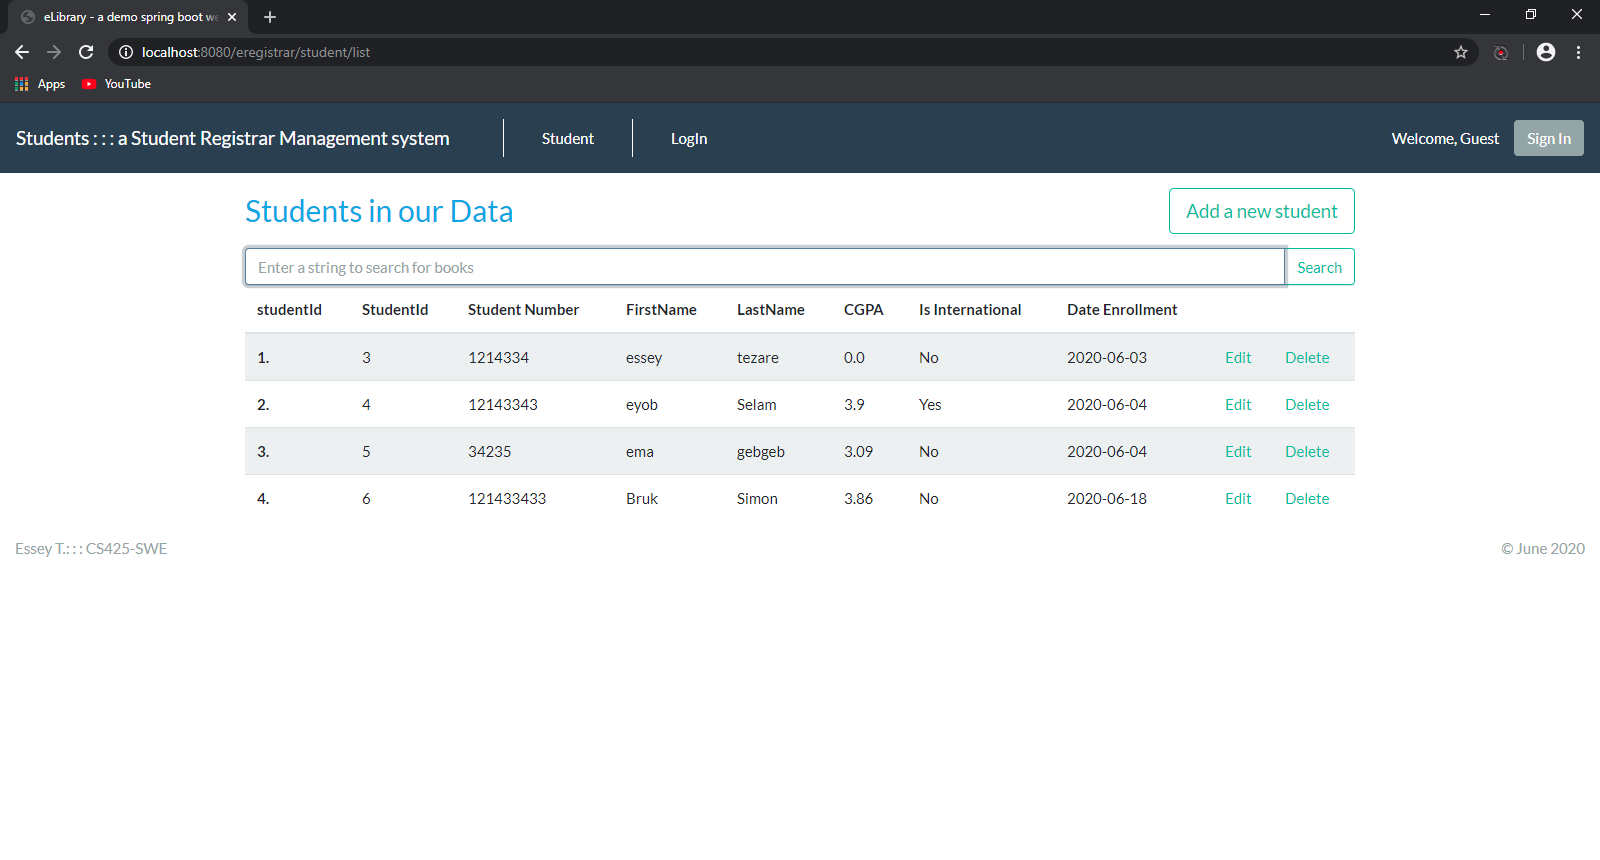 eLibrary - a demo spring boot we
localhost:8080/eregistrar/student/list
Apps YouTube
Students : : : a Student Registrar Management system Student LogIn Welcome, Guest Sign In
Students in our Data Add a new student
Enter a string to search for books Search
studentId StudentId Student Number FirstName LastName CGPA Is International Date Enrollment
1. 3 1214334 essey tezare 0.0 No 2020-06-03 Edit Delete
2. 4 12143343 eyob Selam 3.9 Yes 2020-06-04 Edit Delete
3. 5 34235 ema gebgeb 3.09 No 2020-06-04 Edit Delete
4. 6 121433433 Bruk Simon 3.86 No 2020-06-18 Edit Delete
Essey T.: : : CS425-SWE © June 2020